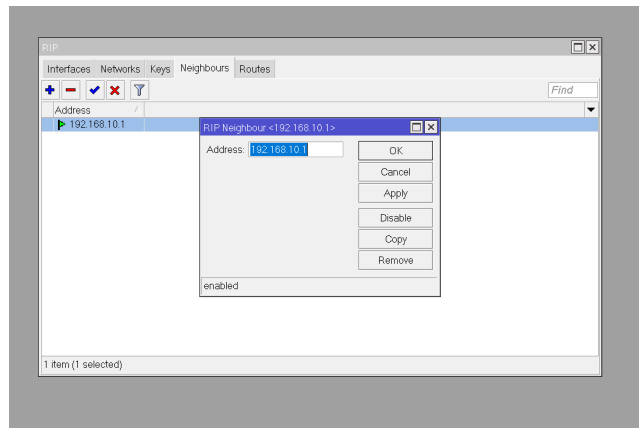 RIP
Interfaces Networks Keys Neighbours Routes
Find
Address
192.168.10.1
RIP Neighbour <192.168.10.1>
Address: 192.168.10.1
OK
Cancel
Apply
Disable
Copy
Remove
enabled
1 item (1 selected)